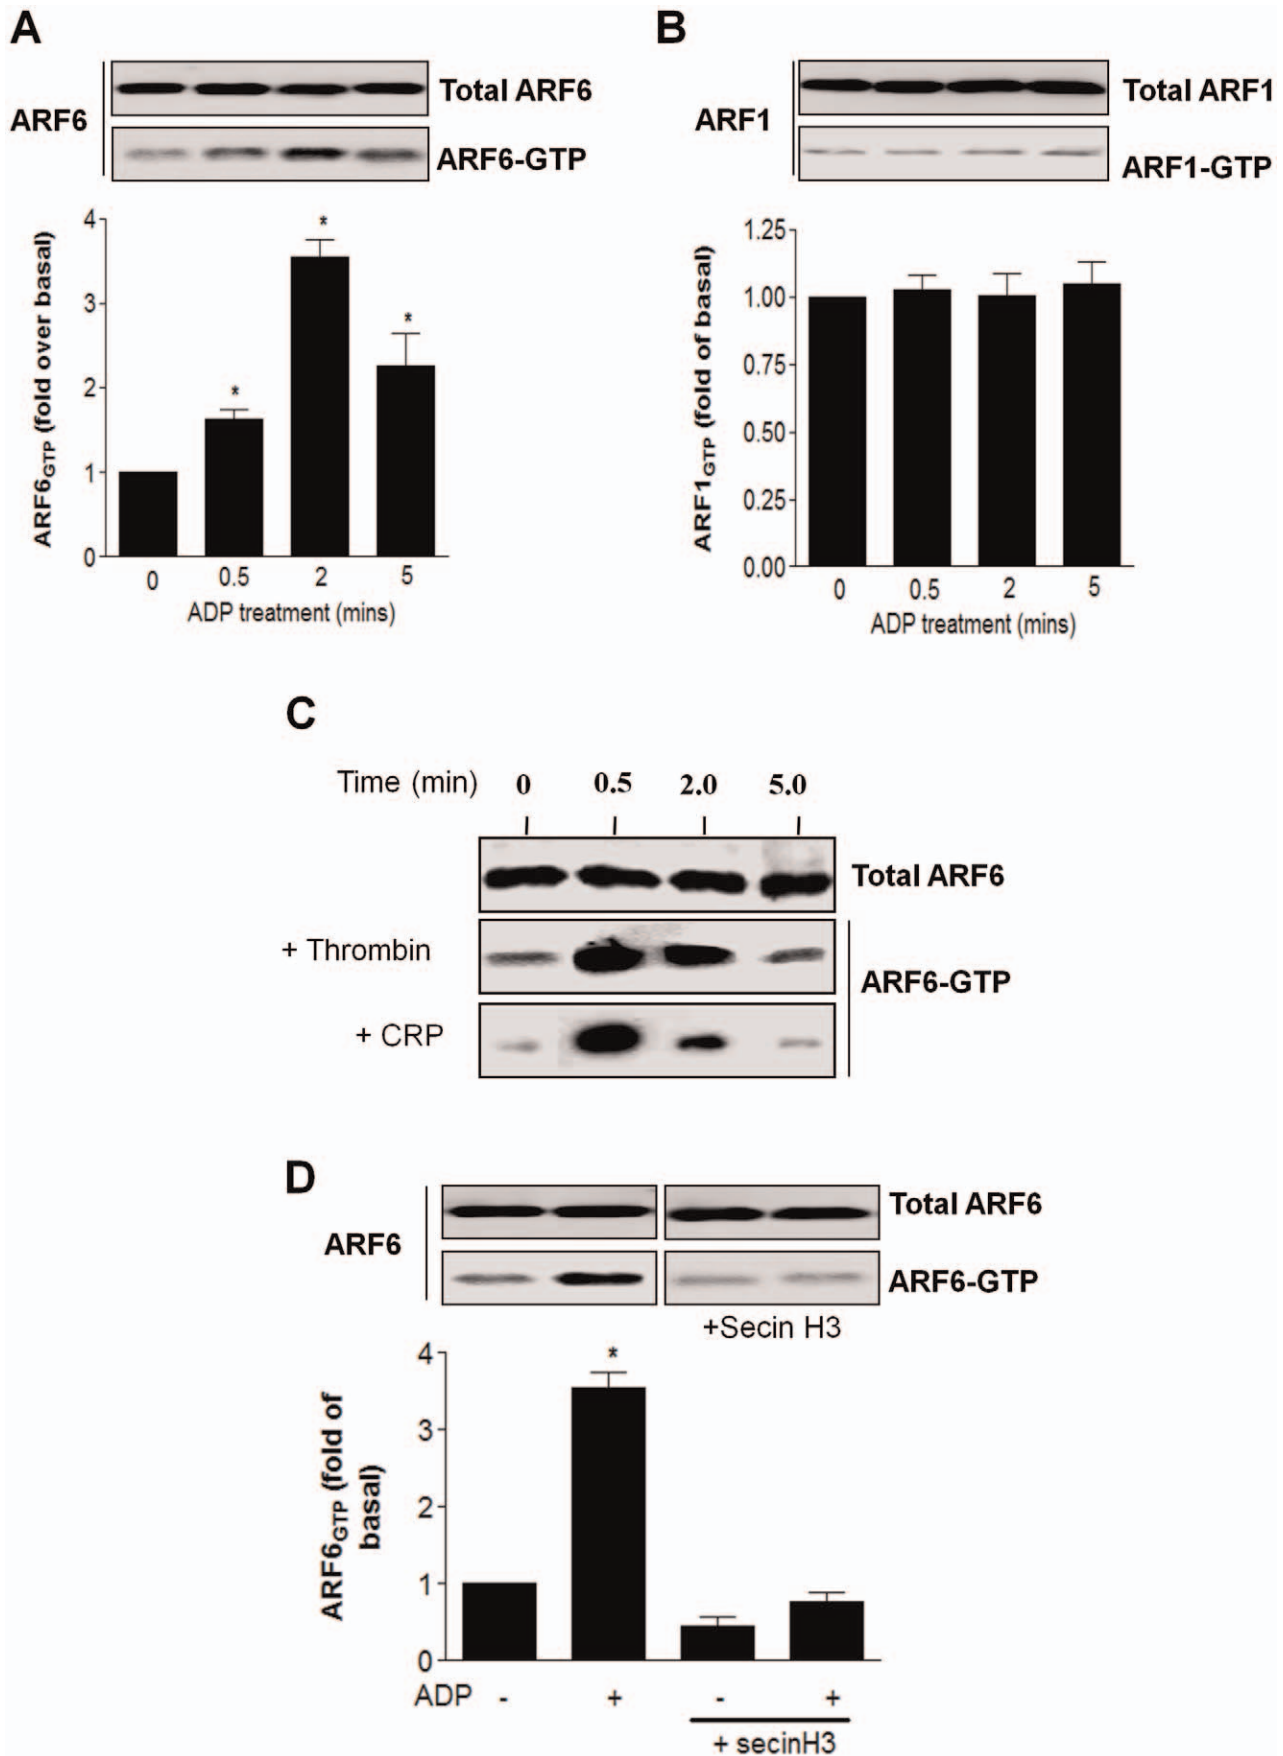 A
ARF6
Total ARF6
ARF6-GTP
ARF6GTP (fold over basal)
4
3
2
1
0
*
*
*
0 0.5 2 5
ADP treatment (mins)
B
ARF1
Total ARF1
ARF1-GTP
ARF1GTP (fold of basal)
1.25
1.00
0.75
0.50
0.25
0.00
0 0.5 2 5
ADP treatment (mins)
C
Time (min) 0 0.5 2.0 5.0
Total ARF6
+ Thrombin
+ CRP
ARF6-GTP
D
ARF6
Total ARF6
ARF6-GTP
+Secin H3
ARF6GTP (fold of
basal)
4
3
2
1
0
*
ADP - + - +
+ secinH3